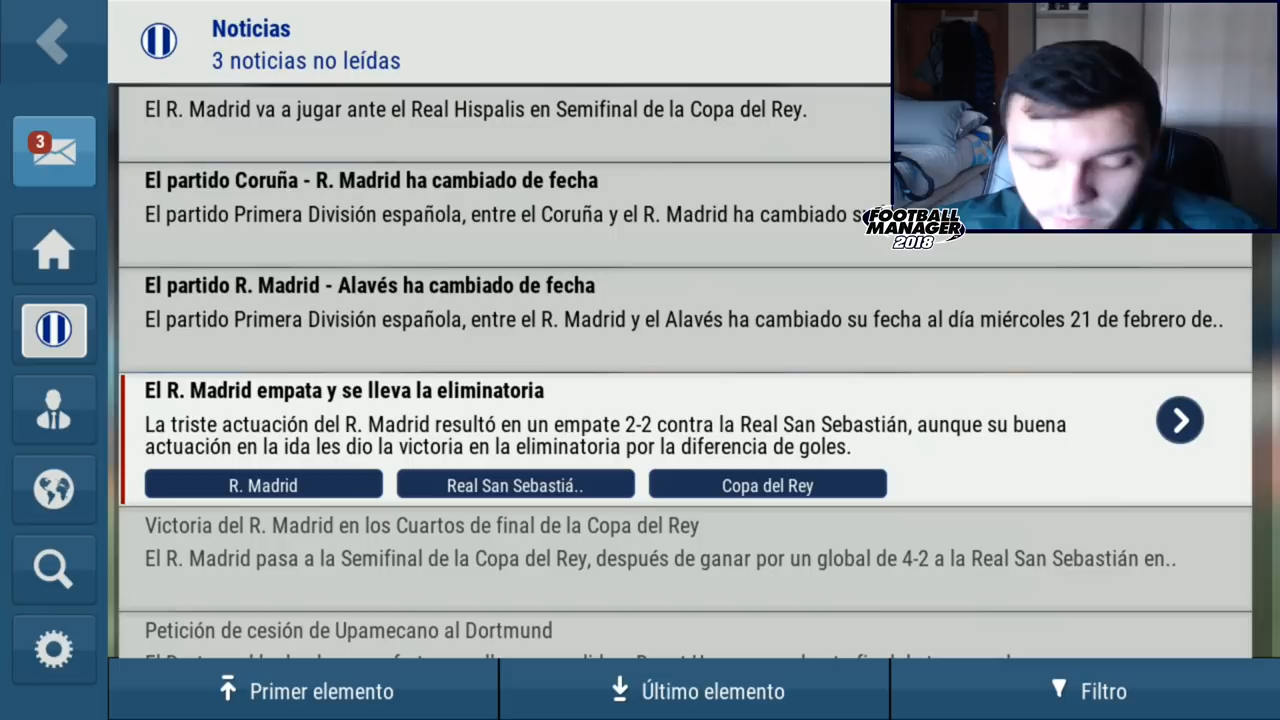 Noticias
3 noticias no leídas
El R. Madrid va a jugar ante el Real Hispalis en Semifinal de la Copa del Rey.
3
El partido Coruña - R. Madrid ha cambiado de fecha
El partido Primera División española, entre el Coruña y el R. Madrid ha cambiado
FOOTBALL
MANAGER
2018
El partido R. Madrid - Alavés ha cambiado de fecha
El partido Primera División española, entre el R. Madrid y el Alavés ha cambiado su fecha al día miércoles 21 de febrero de..
El R. Madrid empata y se lleva la eliminatoria
La triste actuación del R. Madrid resultó en un empate 2-2 contra la Real San Sebastián, aunque su buena
actuación en la ida les dio la victoria en la eliminatoria por la diferencia de goles.
R. Madrid
Real San Sebastiá..
Copa del Rey
Victoria del R. Madrid en los Cuartos de final de la Copa del Rey
El R. Madrid pasa a la Semifinal de la Copa del Rey, después de ganar por un global de 4-2 a la Real San Sebastián en..
Petición de cesión de Upamecano al Dortmund
Primer elemento
Último elemento
Filtro